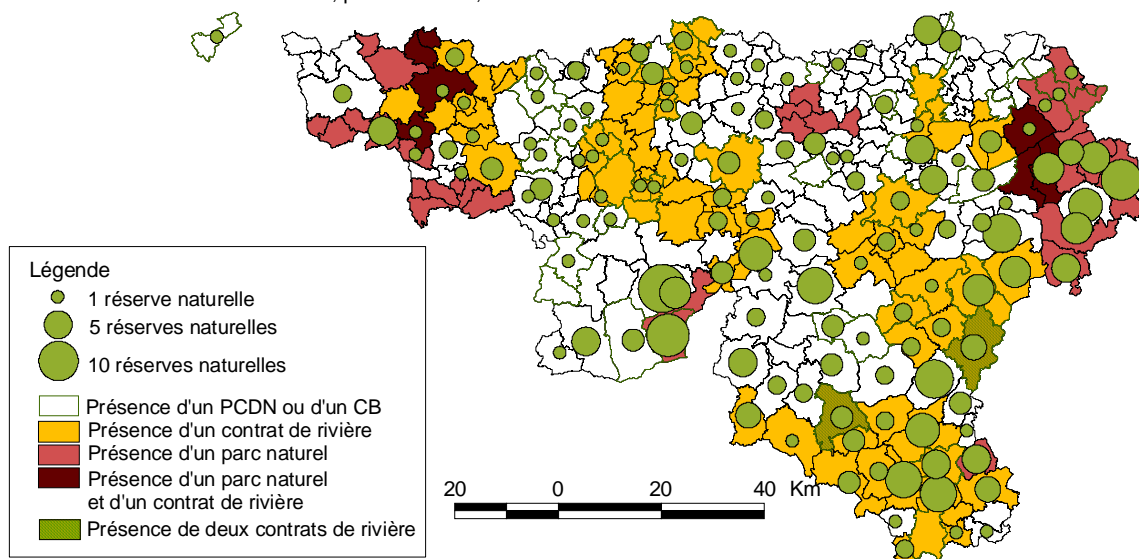 Légende
1 réserve naturelle
5 réserves naturelles
10 réserves naturelles
Présence d'un PCDN ou d'un CB
Présence d'un contrat de rivière
Présence d'un parc naturel
Présence d'un parc naturel
et d'un contrat de rivière
Présence de deux contrats de rivière
20 0 20 40 Km